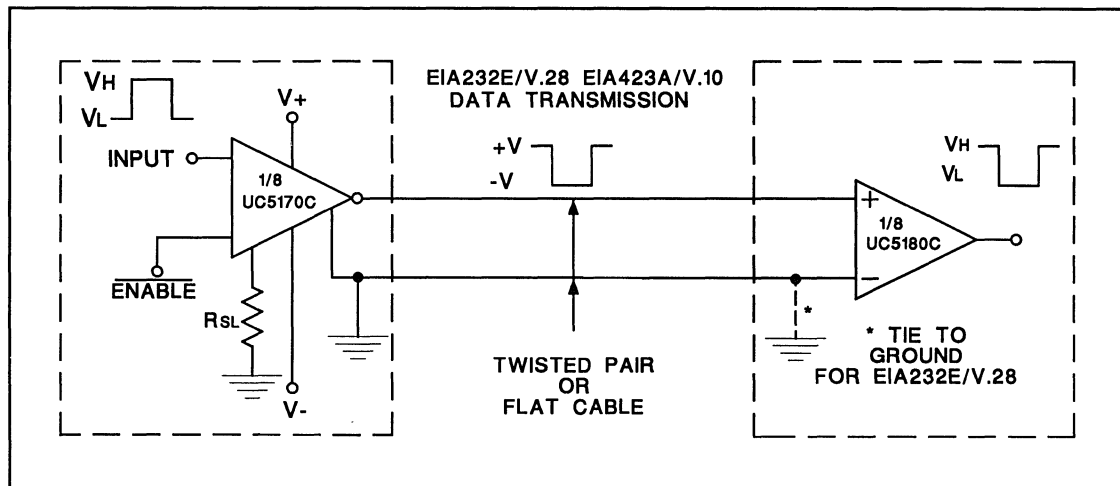 VH
VL
INPUT
V+
1/8
UC5170C
ENABLE
RSL
V-
EIA232E/V.28 EIA423A/V.10
DATA TRANSMISSION
+V
-V
TWISTED PAIR
OR
FLAT CABLE
VH
VL
+
1/8
UC5180C
-
*
* TIE TO
GROUND
FOR EIA232E/V.28